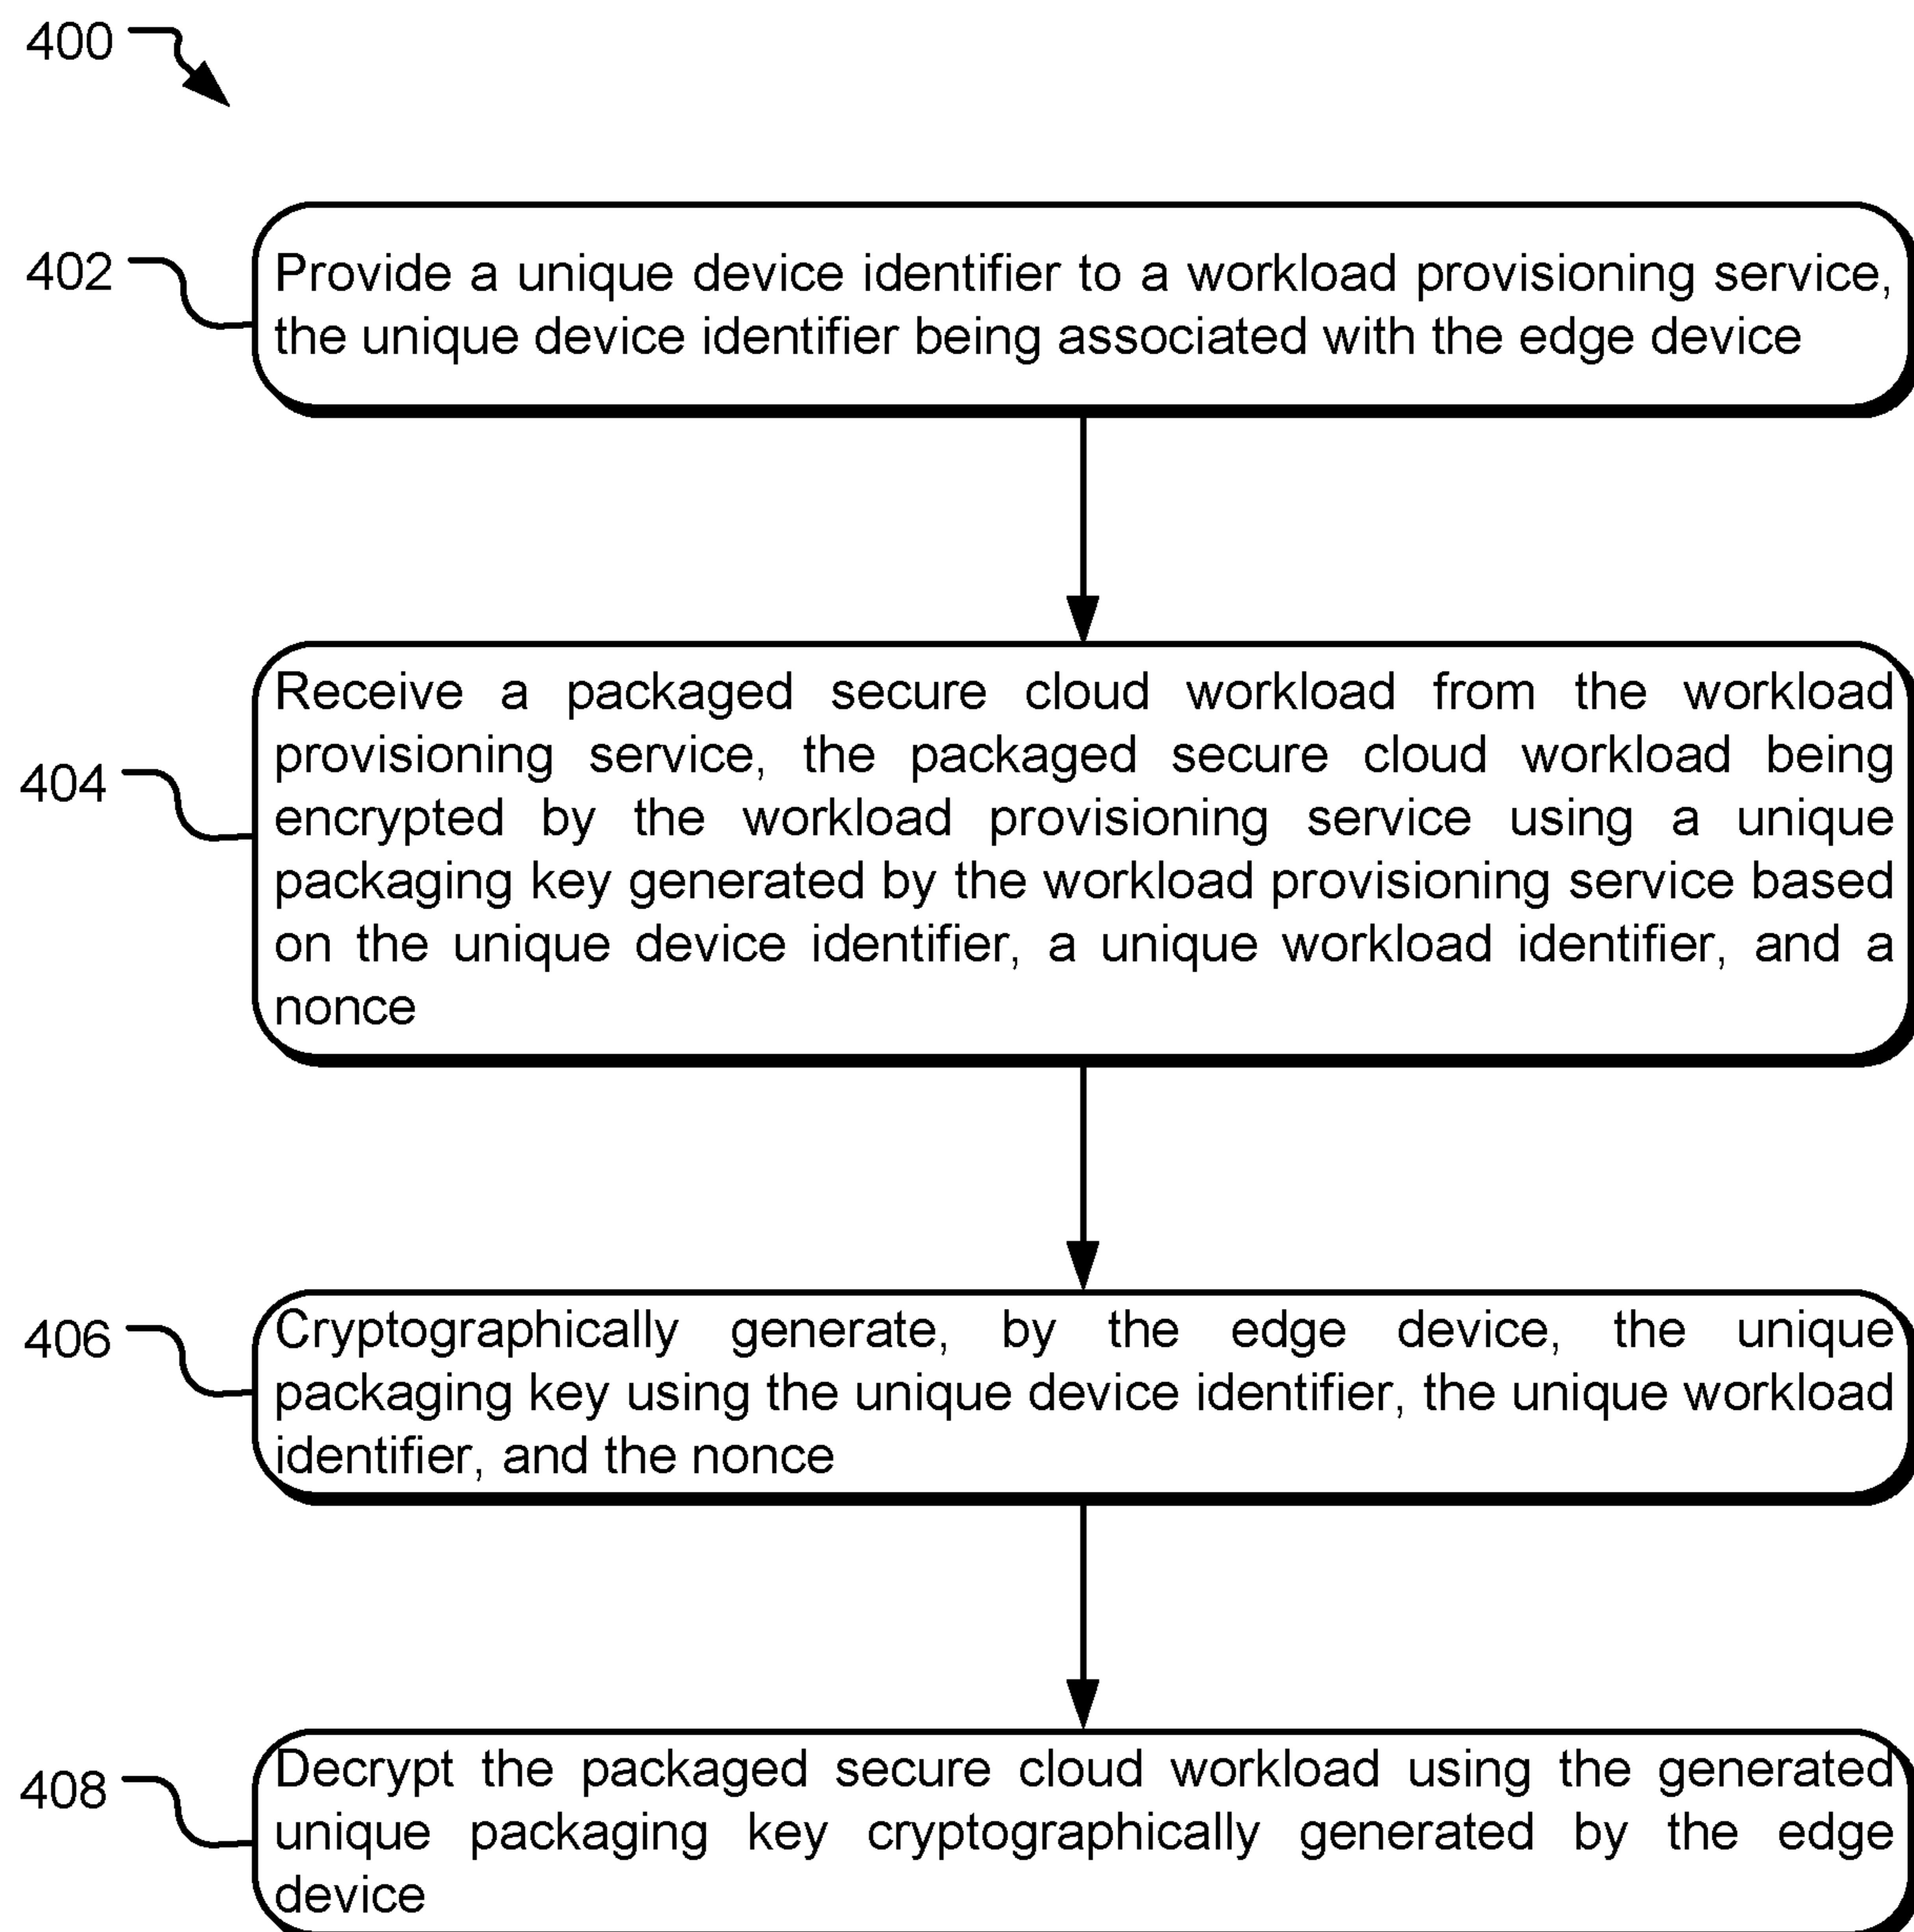 400
402
Provide a unique device identifier to a workload provisioning service,
the unique device identifier being associated with the edge device
404
Receive a packaged secure cloud workload from the workload
provisioning service, the packaged secure cloud workload being
encrypted by the workload provisioning service using a unique
packaging key generated by the workload provisioning service based
on the unique device identifier, a unique workload identifier, and a
nonce
406
Cryptographically generate, by the edge device, the unique
packaging key using the unique device identifier, the unique workload
identifier, and the nonce
408
Decrypt the packaged secure cloud workload using the generated
unique packaging key cryptographically generated by the edge
device